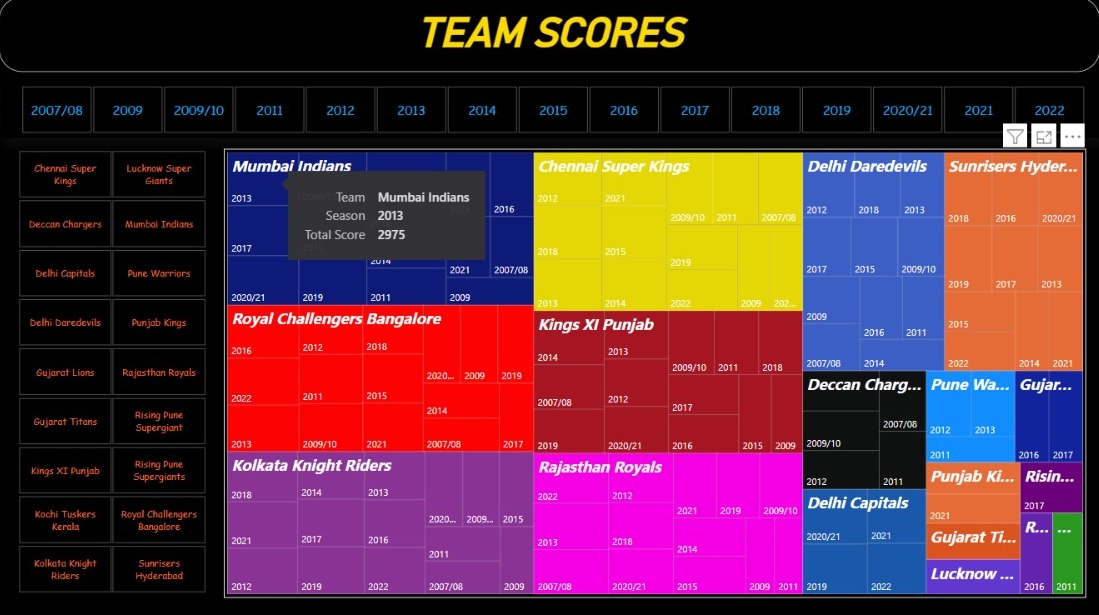 TEAM SCORES
2007/08 2009 2009/10 2011 2012 2013 2014 2015 2016 2017 2018 2019 2020/21 2021 2022
Chennai Super
Kings
Lucknow Super
Giants
Deccan Chargers
Mumbai Indians
Delhi Capitals
Pune Warriors
Delhi Daredevils
Punjab Kings
Gujarat Lions
Rajasthan Royals
Gujarat Titans
Rising Pune
Supergiant
Kings XI Punjab
Rising Pune
Supergiants
Kochi Tuskers
Kerala
Royal Challengers
Bangalore
Kolkata Knight
Riders
Sunrisers
Hyderabad
Mumbai Indians
2013
2016
2017
2014
2021 2007/08
2020/21 2019 2011 2009
Team Mumbai Indians
Season 2013
Total Score 2975
Royal Challengers Bangalore
2016 2012 2018
2020... 2009 2019
2022 2011 2015
2014
2013 2009/10 2021 2007/08 2017
Kolkata Knight Riders
2018 2014 2013
2020... 2009... 2015
2021 2017 2016
2011
2012 2019 2022 2007/08 2009
Chennai Super Kings
2012 2021
2009/10 2011 2007/08
2018 2015
2019
2013 2014 2022 2009 202...
Kings XI Punjab
2014 2013
2009/10 2011 2018
2007/08 2012
2017
2019 2020/21 2016 2015 2009
Rajasthan Royals
2022 2012
2021 2019 2009/10
2013 2018
2014
2007/08 2020/21 2015 2009 2011
Delhi Daredevils
2012 2018 2013
2017 2015 2009/10
2009
2016 2011
2007/08 2014
Sunrisers Hyder...
2018 2016 2020/21
2019 2017 2013
2015
2022 2014 2021
Deccan Charg...
2007/08
2009/10
2012 2011
Delhi Capitals
2020/21 2021
2019 2022
Pune Wa...
2012 2013
2011
Gujar...
2016 2017
Punjab Ki...
2021
Gujarat Ti...
Lucknow ...
Risin...
2017
R...
2016
...
2011